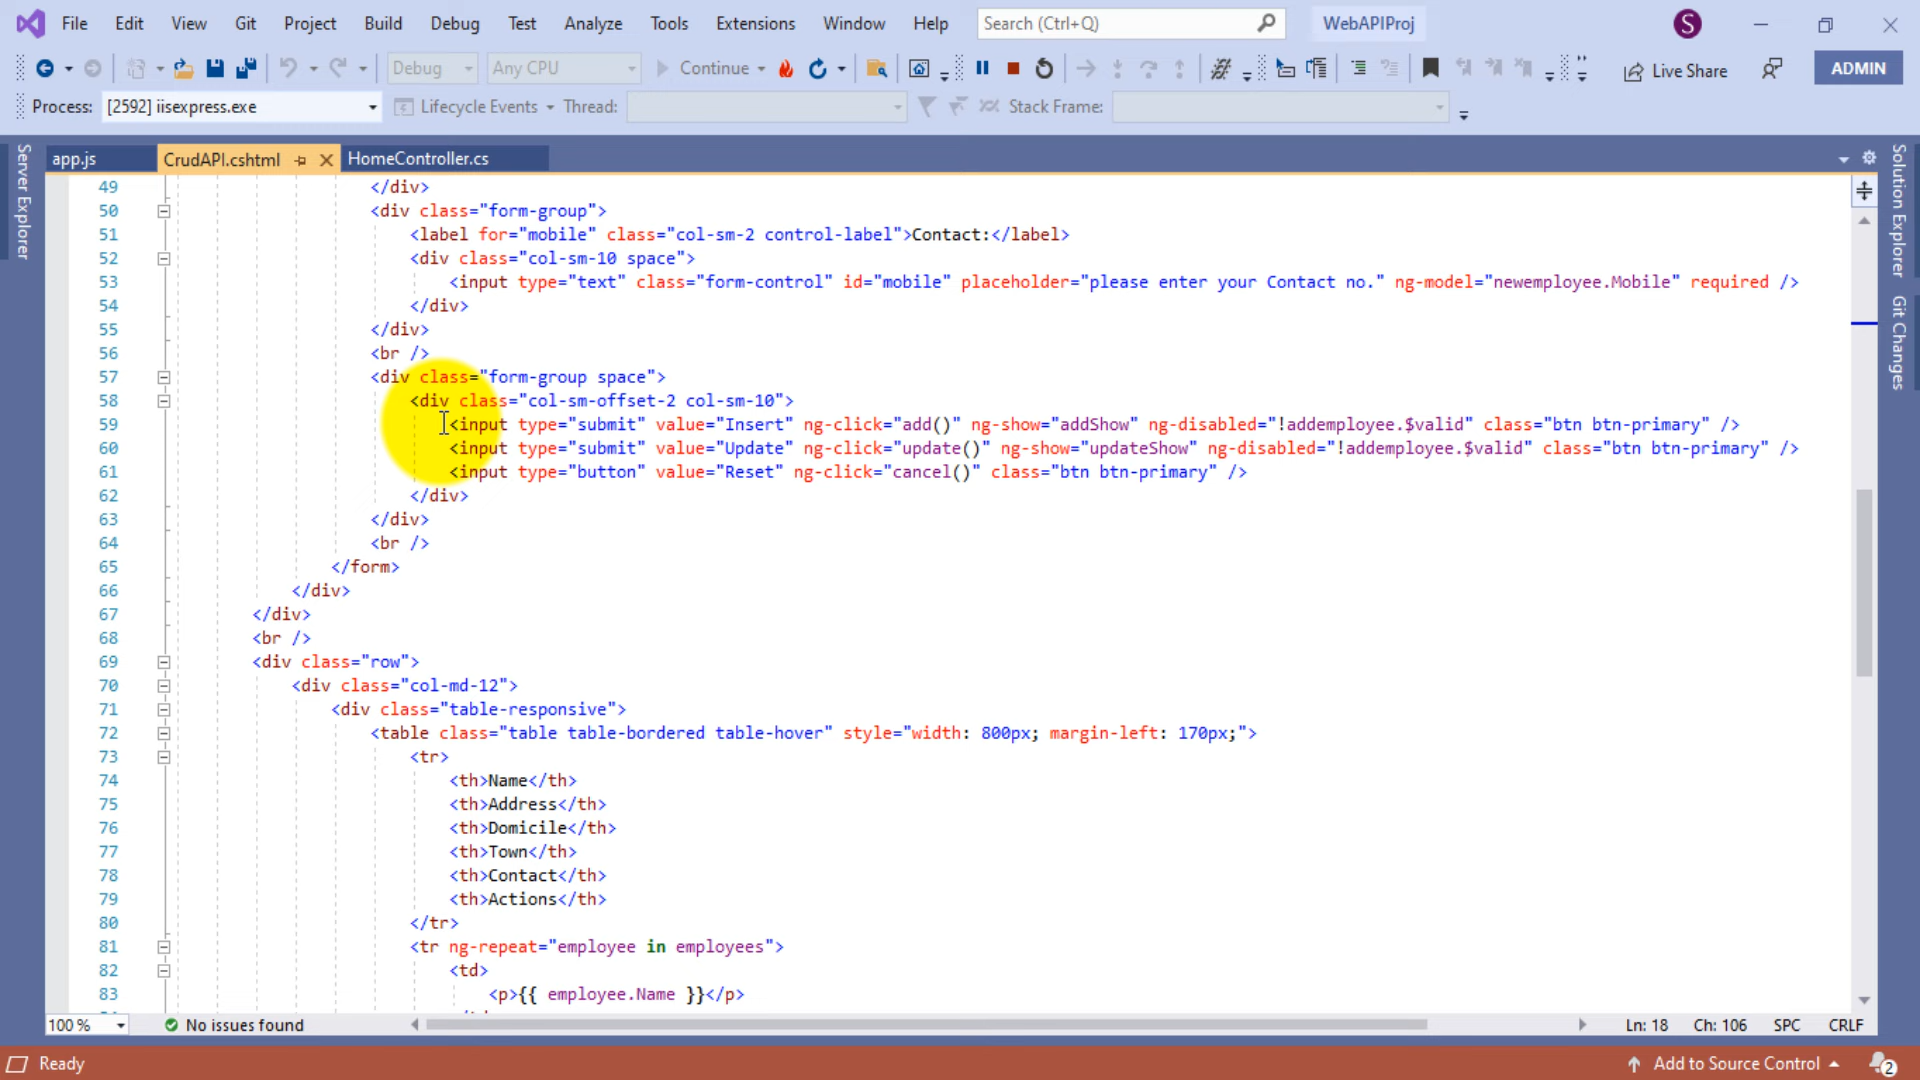 File Edit View Git Project Build Debug Test Analyze Tools Extensions Window Help Search (Ctrl+Q) WebAPIProj S
Debug Any CPU Continue Live Share ADMIN
Process: [2592] iisexpress.exe Lifecycle Events Thread: Stack Frame:
Server Explorer
app.js CrudAPI.cshtml HomeController.cs
Solution Explorer
Git Changes
49 </div>
50 <div class="form-group">
51 <label for="mobile" class="col-sm-2 control-label">Contact:</label>
52 <div class="col-sm-10 space">
53 <input type="text" class="form-control" id="mobile" placeholder="please enter your Contact no." ng-model="newemployee.Mobile" required />
54 </div>
55 </div>
56 <br />
57 <div class="form-group space">
58 <div class="col-sm-offset-2 col-sm-10">
59 <input type="submit" value="Insert" ng-click="add()" ng-show="addShow" ng-disabled="!addemployee.$valid" class="btn btn-primary" />
60 <input type="submit" value="Update" ng-click="update()" ng-show="updateShow" ng-disabled="!addemployee.$valid" class="btn btn-primary" />
61 <input type="button" value="Reset" ng-click="cancel()" class="btn btn-primary" />
62 </div>
63 </div>
64 <br />
65 </form>
66 </div>
67 </div>
68 <br />
69 <div class="row">
70 <div class="col-md-12">
71 <div class="table-responsive">
72 <table class="table table-bordered table-hover" style="width: 800px; margin-left: 170px;">
73 <tr>
74 <th>Name</th>
75 <th>Address</th>
76 <th>Domicile</th>
77 <th>Town</th>
78 <th>Contact</th>
79 <th>Actions</th>
80 </tr>
81 <tr ng-repeat="employee in employees">
82 <td>
83 <p>{{ employee.Name }}</p>
100 % No issues found Ln: 18 Ch: 106 SPC CRLF
Ready Add to Source Control 2